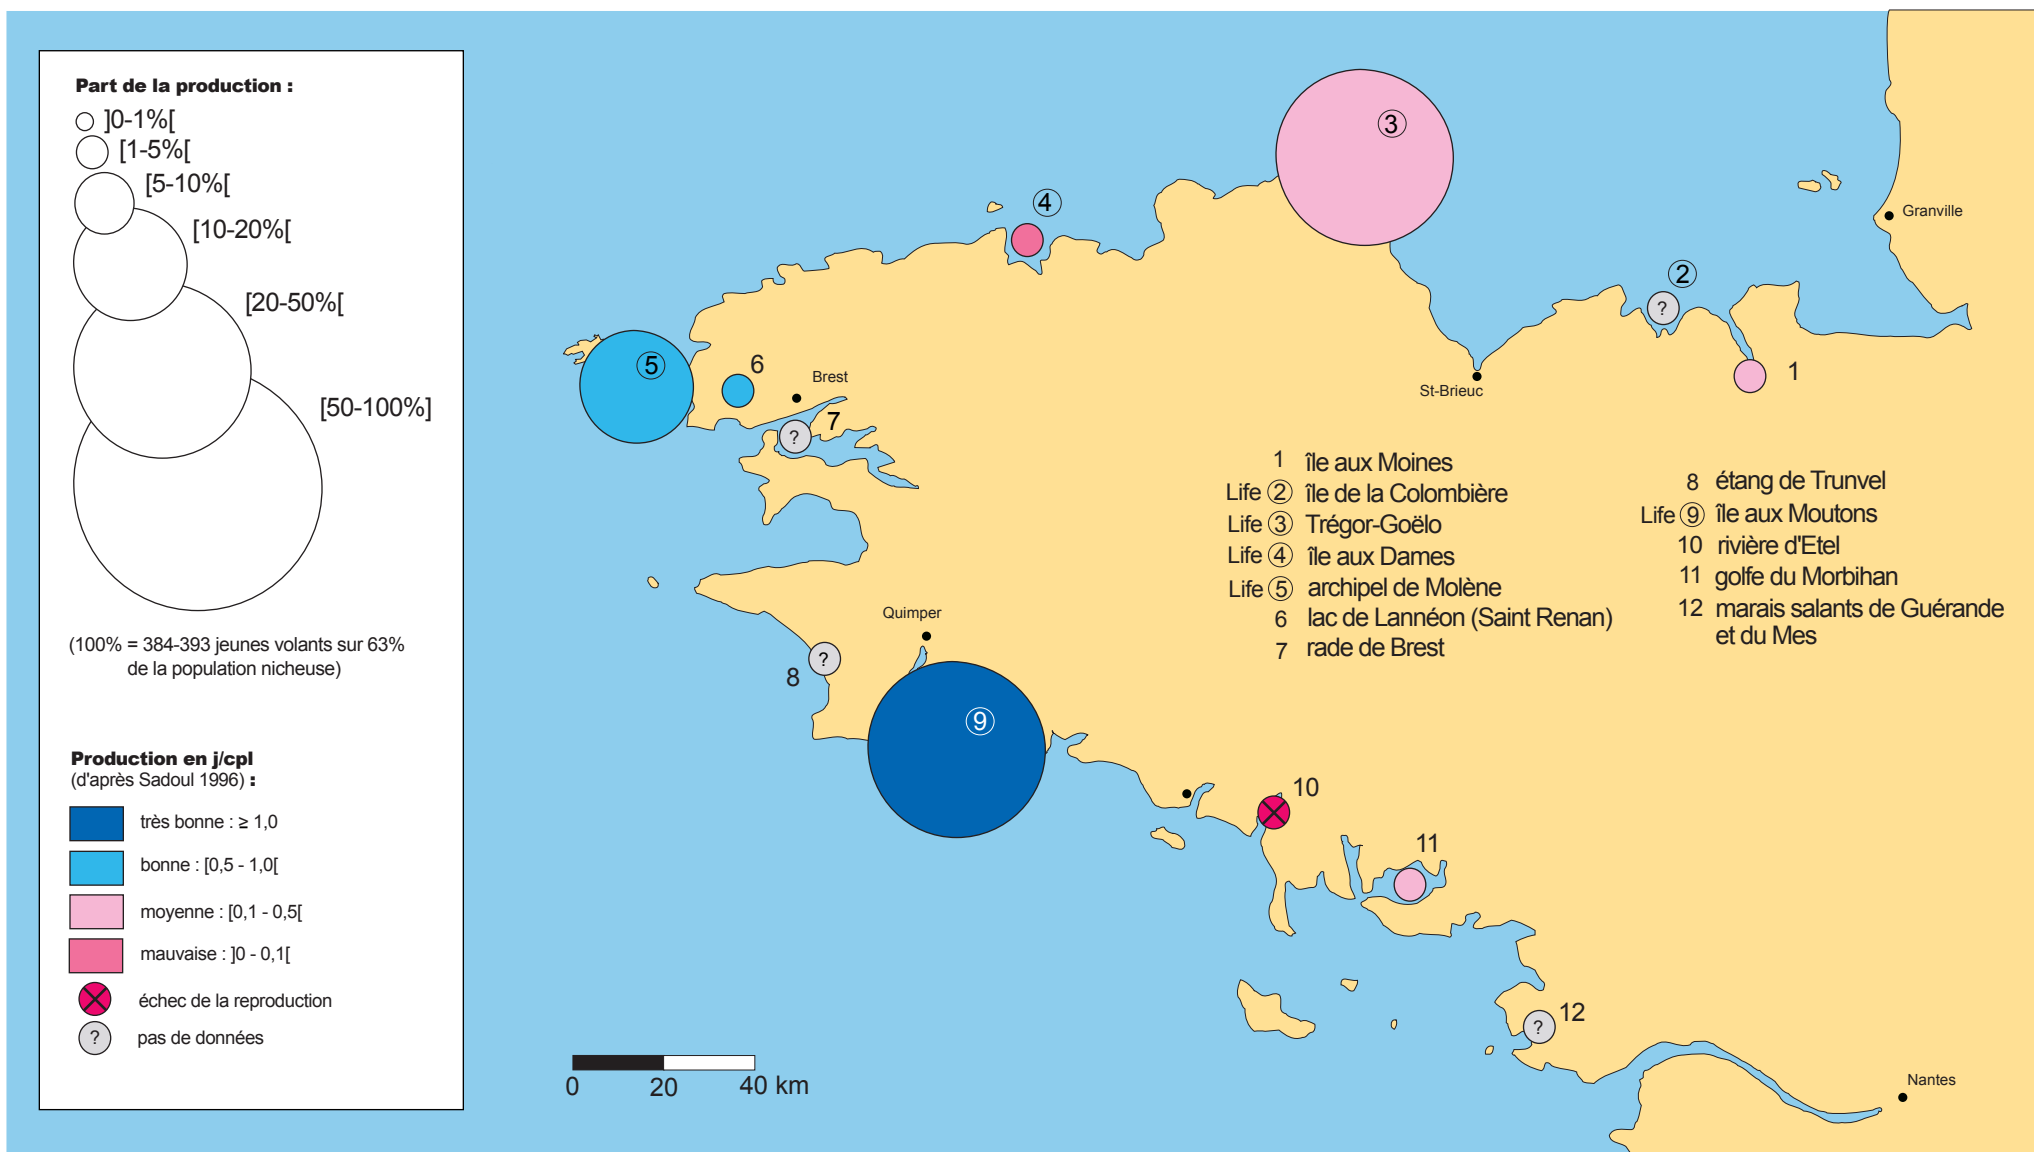 Part de la production :
]0-1%[
[1-5%[
[5-10%[
[10-20%[
[20-50%[
[50-100%]
(100% = 384-393 jeunes volants sur 63%
de la population nicheuse)
Production en j/cpl
(d'après Sadoul 1996) :
très bonne : ≥ 1,0
bonne : [0,5 - 1,0[
moyenne : [0,1 - 0,5[
mauvaise : ]0 - 0,1[
échec de la reproduction
? pas de données
3
4
Granville
2
?
5
6
Brest
St-Brieuc
1
7
?
1 île aux Moines
Life 2 île de la Colombière
Life 3 Trégor-Goëlo
Life 4 île aux Dames
Life 5 archipel de Molène
6 lac de Lannéon (Saint Renan)
7 rade de Brest
8 étang de Trunvel
Life 9 île aux Moutons
10 rivière d'Etel
11 golfe du Morbihan
12 marais salants de Guérande
et du Mes
Quimper
?
8
9
10
11
12
?
0 20 40 km
Nantes